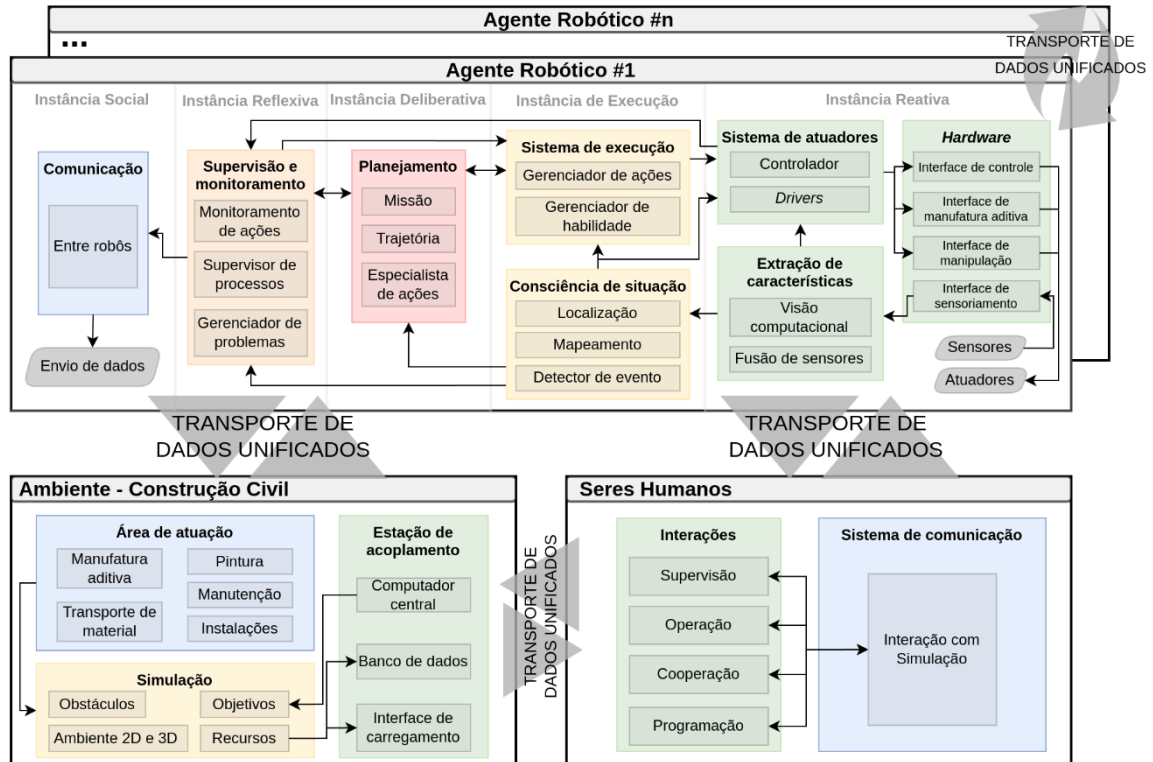 Agente Robótico #n
...
TRANSPORTE DE
DADOS UNIFICADOS
Agente Robótico #1
Instância Social
Instância Reflexiva
Instância Deliberativa
Instância de Execução
Instância Reativa
Comunicação
Entre robôs
Envio de dados
Supervisão e
monitoramento
Monitoramento
de ações
Supervisor de
processos
Gerenciador de
problemas
Planejamento
Missão
Trajetória
Especialista
de ações
Sistema de execução
Gerenciador de ações
Gerenciador de
habilidade
Consciência de situação
Localização
Mapeamento
Detector de evento
Sistema de atuadores
Controlador
Drivers
Extração de
características
Visão
computacional
Fusão de sensores
Hardware
Interface de controle
Interface de
manufatura aditiva
Interface de
manipulação
Interface de
sensoriamento
Sensores
Atuadores
TRANSPORTE DE
DADOS UNIFICADOS
TRANSPORTE DE
DADOS UNIFICADOS
Ambiente - Construção Civil
Área de atuação
Manufatura
aditiva
Pintura
Manutenção
Transporte de
material
Instalações
Simulação
Obstáculos
Objetivos
Ambiente 2D e 3D
Recursos
Estação de
acoplamento
Computador
central
Banco de dados
Interface de
carregamento
TRANSPORTE DE
DADOS UNIFICADOS
Seres Humanos
Interações
Supervisão
Operação
Cooperação
Programação
Sistema de comunicação
Interação com
Simulação